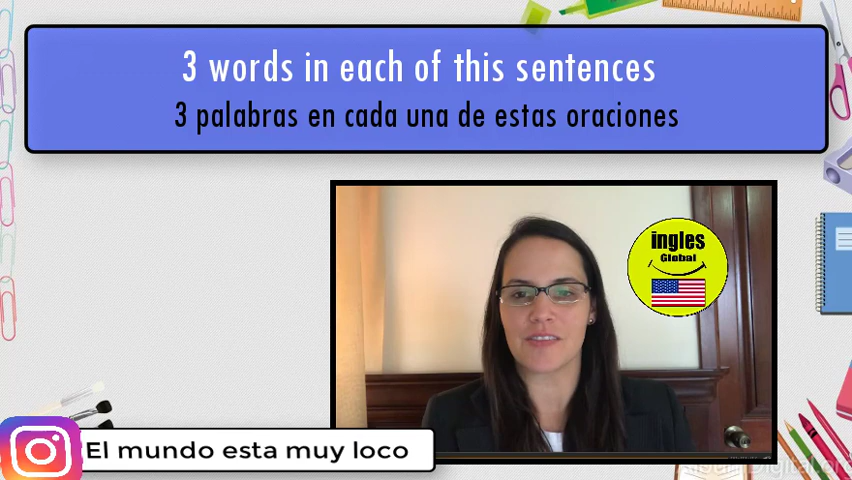 3 words in each of this sentences
3 palabras en cada una de estas oraciones
ingles
Global
El mundo esta muy loco